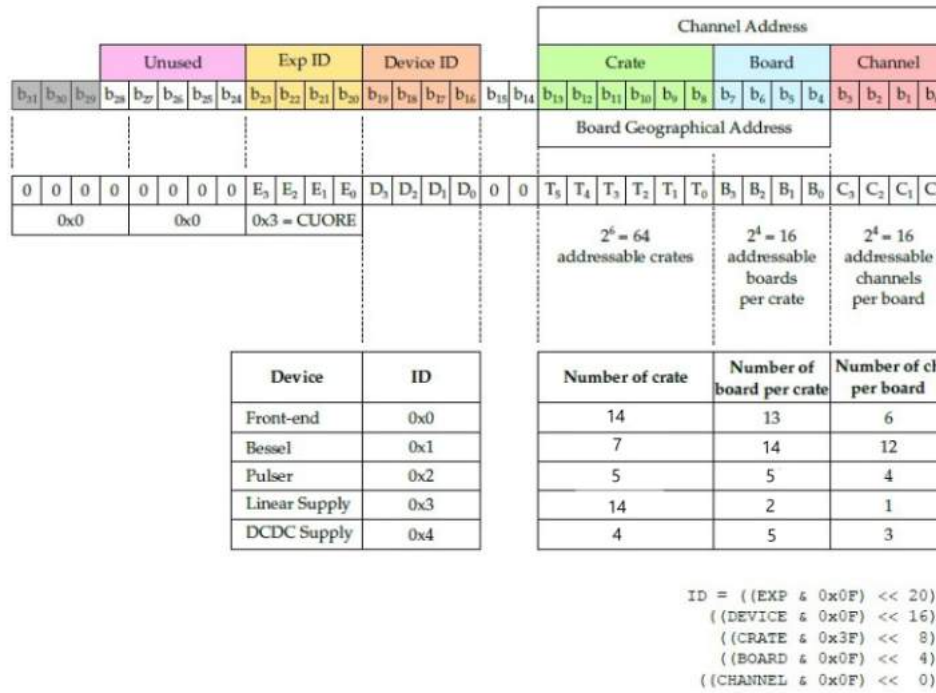 Channel Address
Unused Exp ID Device ID Crate Board Channel
b31 b30 b29 b28 b27 b26 b25 b24 b23 b22 b21 b20 b19 b18 b17 b16 b15 b14 b13 b12 b11 b10 b9 b8 b7 b6 b5 b4 b3 b2 b1 b
Board Geographical Address
0 0 0 0 0 0 0 0 E3 E2 E1 E0 D3 D2 D1 D0 0 0 T5 T4 T3 T2 T1 T0 B3 B2 B1 B0 C3 C2 C1 C
0x0 0x0 0x3 = CUORE
2^6 = 64 2^4 = 16 2^4 = 16
addressable crates addressable addressable
boards channels
per crate per board
Device ID Number of crate Number of Number of ch
board per crate per board
Front-end 0x0 14 13 6
Bessel 0x1 7 14 12
Pulser 0x2 5 5 4
Linear Supply 0x3 14 2 1
DCDC Supply 0x4 4 5 3
ID = ((EXP & 0x0F) << 20)
((DEVICE & 0x0F) << 16)
((CRATE & 0x3F) << 8)
((BOARD & 0x0F) << 4)
((CHANNEL & 0x0F) << 0)